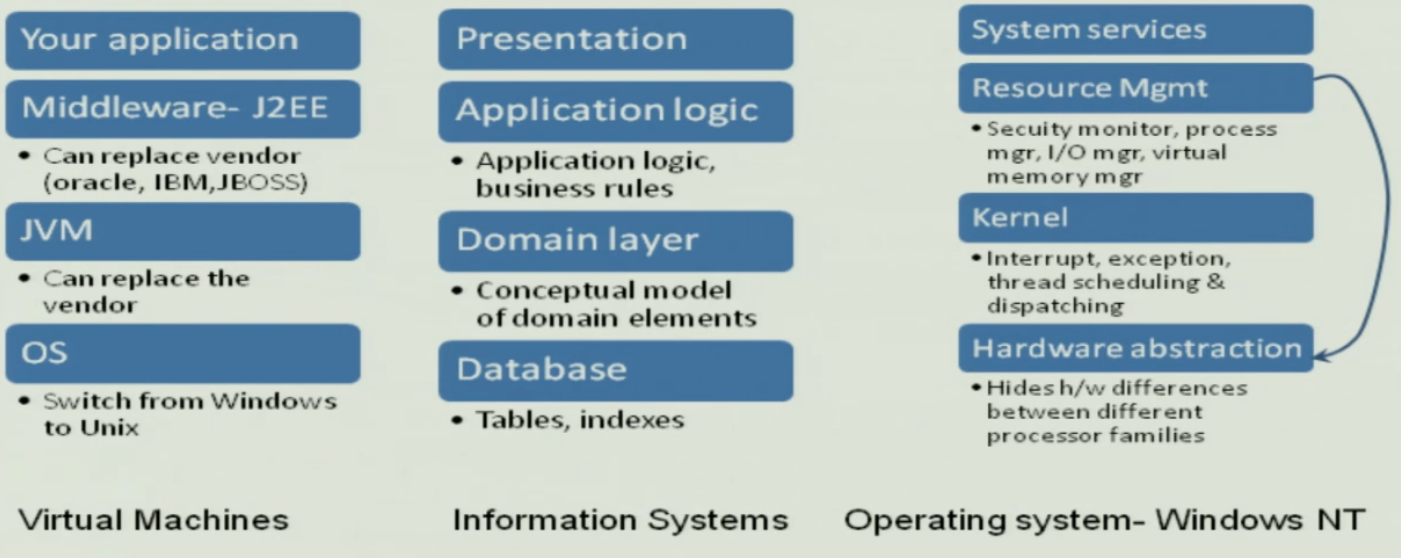 Your application
Middleware- J2EE
• Can replace vendor
(oracle, IBM,JBOSS)
JVM
• Can replace the
vendor
OS
• Switch from Windows
to Unix
Virtual Machines
Presentation
Application logic
• Application logic,
business rules
Domain layer
• Conceptual model
of domain elements
Database
• Tables, indexes
Information Systems
System services
Resource Mgmt
• Secuity monitor, process
mgr, I/O mgr, virtual
memory mgr
Kernel
• Interrupt, exception,
thread scheduling &
dispatching
Hardware abstraction
• Hides h/w differences
between different
processor families
Operating system- Windows NT